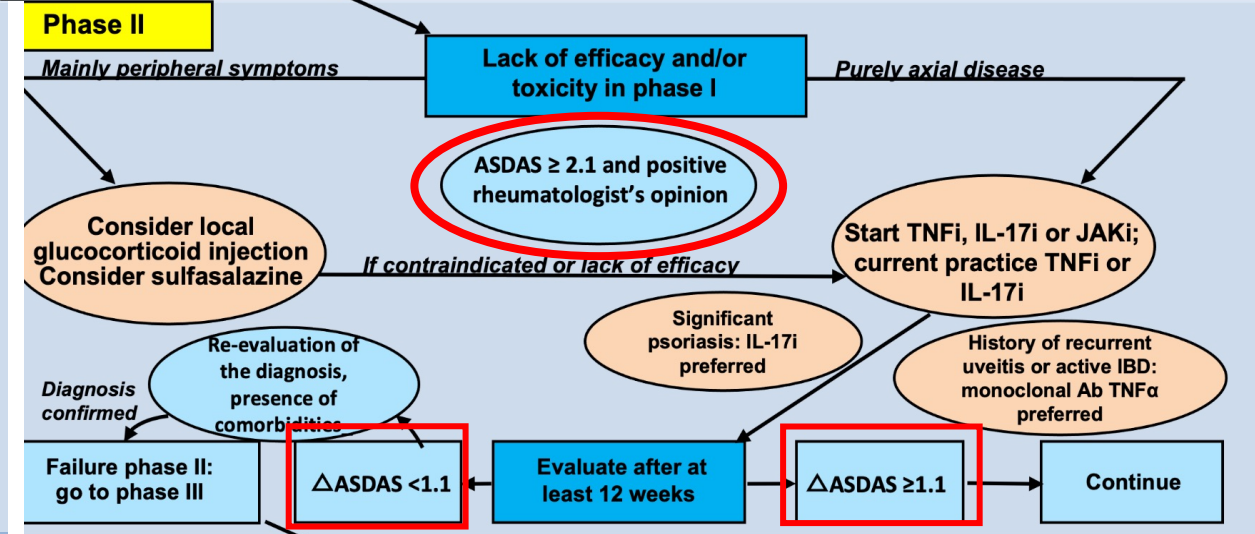 Phase II
Lack of efficacy and/or
toxicity in phase I
Mainly peripheral symptoms
Purely axial disease
ASDAS ≥ 2.1 and positive
rheumatologist's opinion
Consider local
glucocorticoid injection
Consider sulfasalazine
If contraindicated or lack of efficacy
Start TNFi, IL-17i or JAKi;
current practice TNFi or
IL-17i
Significant
psoriasis: IL-17i
preferred
History of recurrent
uveitis or active IBD:
monoclonal Ab TNFα
preferred
Re-evaluation of
the diagnosis,
presence of
comorbidities
Diagnosis
confirmed
Failure phase II:
go to phase III
△ASDAS <1.1
Evaluate after at
least 12 weeks
△ASDAS ≥1.1
Continue